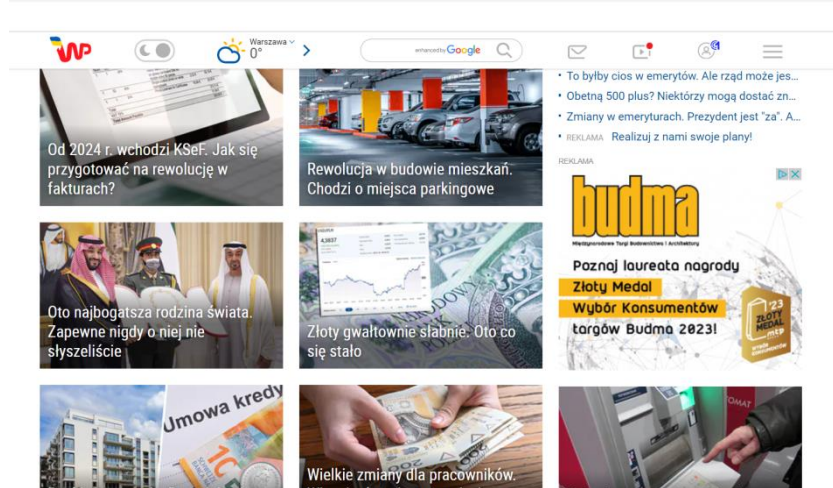 WP
Warszawa
0°
enhanced by Google
• To byłby cios w emerytów. Ale rząd może jes...
• Obetną 500 plus? Niektórzy mogą dostać zn...
• Zmiany w emeryturach. Prezydent jest "za". A...
• REKLAMA Realizuj z nami swoje plany!
Od 2024 r. wchodzi KSeF. Jak się
przygotować na rewolucję w
fakturach?
Rewolucja w budowie mieszkań.
Chodzi o miejsca parkingowe
REKLAMA
budma
Międzynarodowe Targi Budownictwa i Architektury
Poznaj laureata nagrody
Złoty Medal
Wybór Konsumentów
targów Budma 2023!
'23
ZŁOTY
MEDAL
mtp
Oto najbogatsza rodzina świata.
Zapewne nigdy o niej nie
słyszeliście
4,3937
Złoty gwałtownie słabnie. Oto co
się stało
Umowa kredy
Wielkie zmiany dla pracowników.